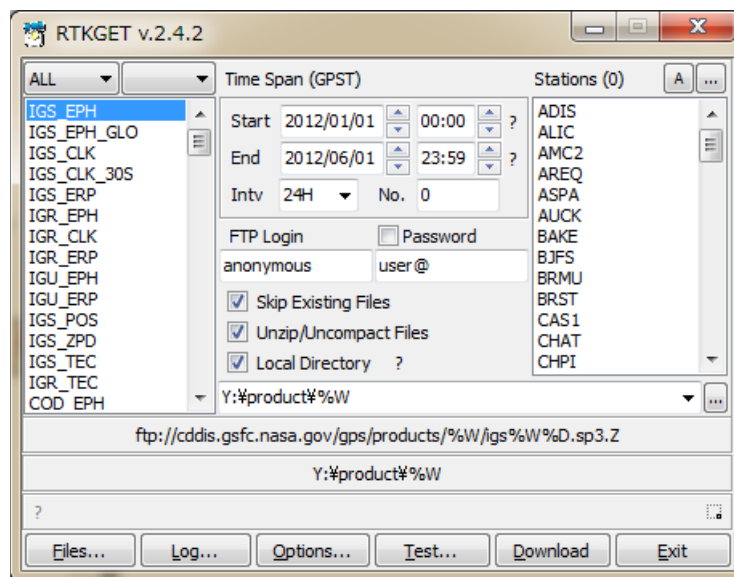 RTKGET v.2.4.2
ALL
Time Span (GPST)
Stations (0)
A
...
IGS_EPH
IGS_EPH_GLO
IGS_CLK
IGS_CLK_30S
IGS_ERP
IGR_EPH
IGR_CLK
IGR_ERP
IGU_EPH
IGU_ERP
IGS_POS
IGS_ZPD
IGS_TEC
IGR_TEC
COD_EPH
Start 2012/01/01 00:00 ?
End 2012/06/01 23:59 ?
Intv 24H No. 0
FTP Login Password
anonymous user@
Skip Existing Files
Unzip/Uncompact Files
Local Directory ?
ADIS
ALIC
AMC2
AREQ
ASPA
AUCK
BAKE
BJFS
BRMU
BRST
CAS1
CHAT
CHPI
Y:¥product¥%W ...
ftp://cddis.gsfc.nasa.gov/gps/products/%W/igs%W%D.sp3.Z
Y:¥product¥%W
?
Files... Log... Options... Test... Download Exit